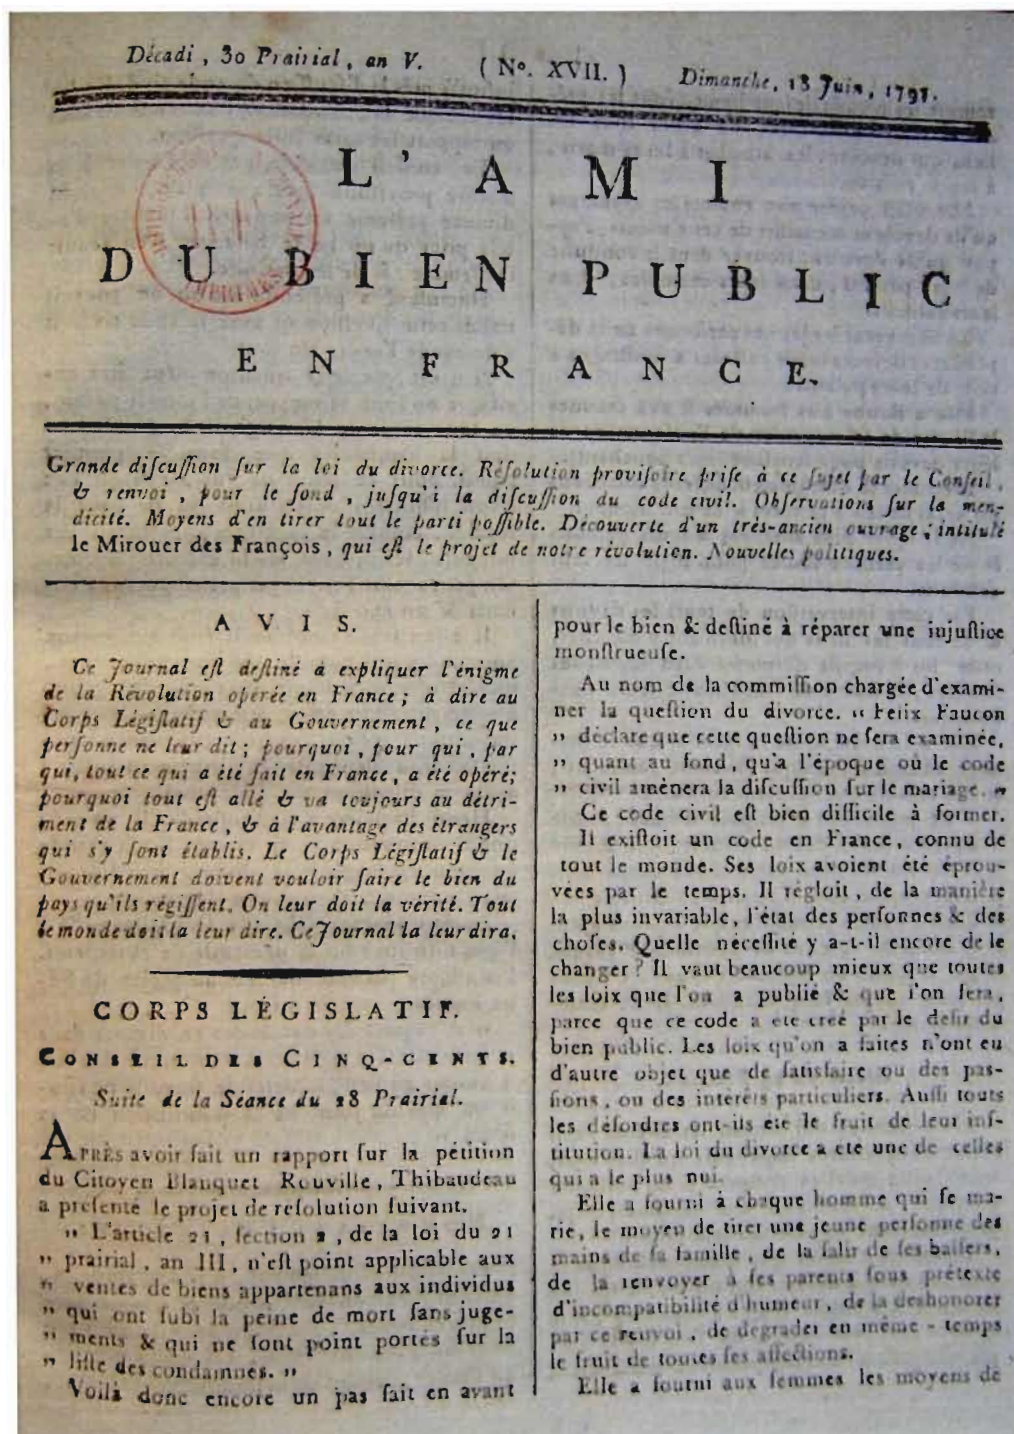 Décadi, 30 Prairial, an V. (N°. XVII.) Dimanche, 18 Juin, 1797.
L'AMI
DU BIEN PUBLIC
EN FRANCE.
Grande diſcuſſion ſur la loi du divorce. Réſolution proviſoire priſe à ce ſujet par le Conſeil,
& renvoi, pour le fond, juſqu'à la diſcuſſion du code civil. Obſervations ſur la men-
dicité. Moyens d'en tirer tout le parti poſſible. Découverte d'un très-ancien ouvrage; intitulé
le Mirouer des François, qui eſt le projet de notre révolution. Nouvelles politiques.
AVIS.
Ce Journal eſt deſtiné à expliquer l'énigme
de la Révolution opérée en France; à dire au
Corps Légiſlatif & au Gouvernement, ce que
perſonne ne leur dit; pourquoi, pour qui, par
qui, tout ce qui a été fait en France, a été opéré;
pourquoi tout eſt allé & va toujours au détri-
ment de la France, & à l'avantage des étrangers
qui s'y ſont établis. Le Corps Légiſlatif & le
Gouvernement doivent vouloir faire le bien du
pays qu'ils régiſſent. On leur doit la vérité. Tout
le monde doit la leur dire. Ce Journal la leur dira.
CORPS LÉGISLATIF.
CONSEIL DES CINQ-CENTS.
Suite de la Séance du 28 Prairial.
APRÈS avoir fait un rapport ſur la pétition
du Citoyen Blanquet Rouville, Thibaudeau
a préſenté le projet de réſolution ſuivant.
" L'article 21, ſection 2, de la loi du 21
" prairial, an III, n'eſt point applicable aux
" ventes de biens appartenans aux individus
" qui ont ſubi la peine de mort ſans juge-
" ments & qui ne ſont point portés ſur la
" liſte des condamnés. "
Voilà donc encore un pas fait en avant
pour le bien & deſtiné à réparer une injuſtice
monſtrueuſe.
Au nom de la commiſſion chargée d'exami-
ner la queſtion du divorce. " Felix Faucon
" déclare que cette queſtion ne ſera examinée,
" quant au fond, qu'à l'époque où le code
" civil amènera la diſcuſſion ſur le mariage. "
Ce code civil eſt bien difficile à former.
Il exiſtoit un code en France, connu de
tout le monde. Ses loix avoient été éprou-
vées par le temps. Il régloit, de la manière
la plus invariable, l'état des perſonnes & des
choſes. Quelle néceſſité y a-t-il encore de le
changer? Il vaut beaucoup mieux que toutes
les loix que l'on a publié & que l'on fera,
parce que ce code a été créé par le deſir du
bien public. Les loix qu'on a faites n'ont eu
d'autre objet que de ſatisfaire ou des paſ-
ſions, ou des intérêts particuliers. Auſſi touts
les déſordres ont-ils été le fruit de leur inſ-
titution. La loi du divorce a été une de celles
qui a le plus nui.
Elle a fourni à chaque homme qui ſe ma-
rie, le moyen de tirer une jeune perſonne des
mains de ſa famille, de la ſalir de ſes baiſers,
de la renvoyer à ſes parents ſous prétexte
d'incompatibilité d'humeur, de la deshonorer
par ce renvoi, de dégrader en même-temps
le fruit de toutes ſes affections.
Elle a fourni aux femmes les moyens de